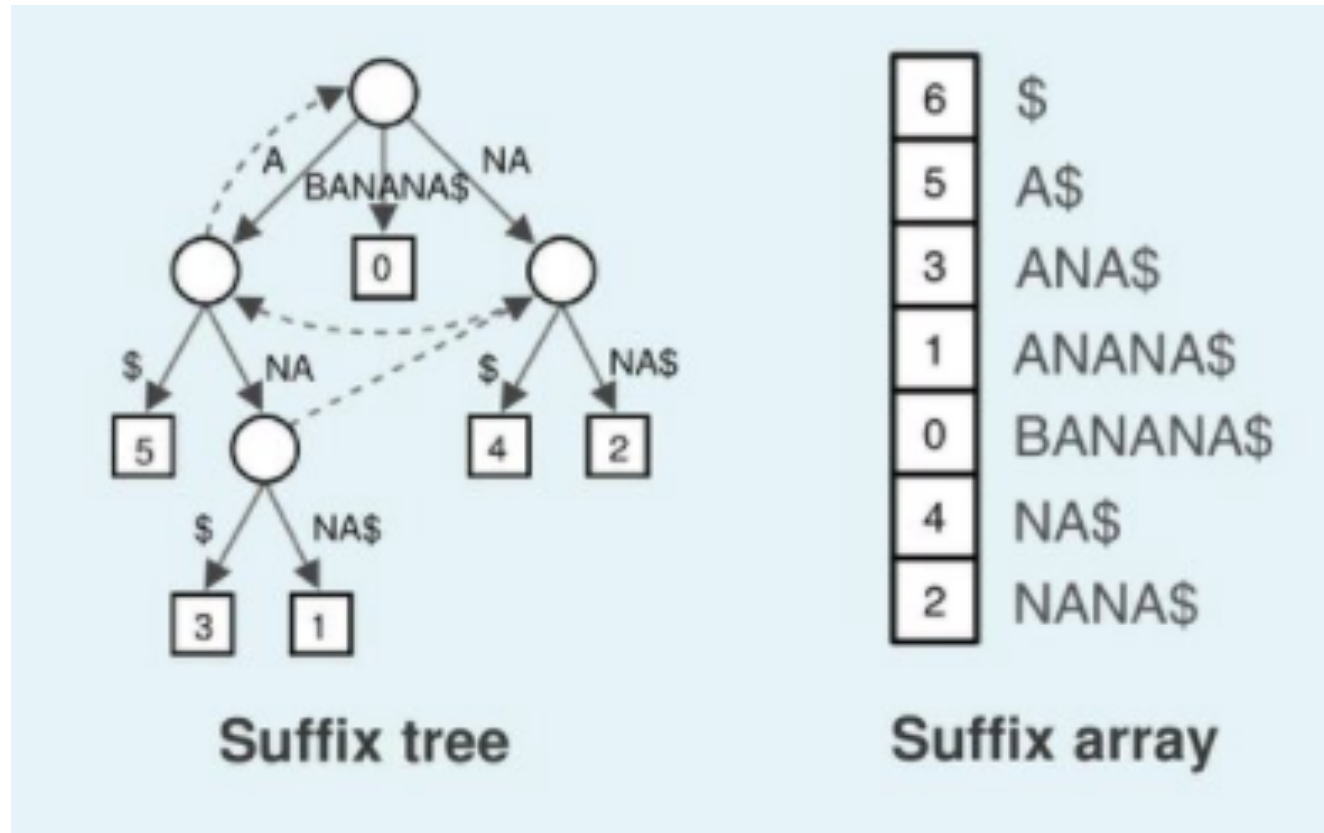 A
BANANA$
NA
0
$
NA
$
NA$
5
4
2
$
NA$
3
1
Suffix tree
6 $
5 A$
3 ANA$
1 ANANA$
0 BANANA$
4 NA$
2 NANA$
Suffix array